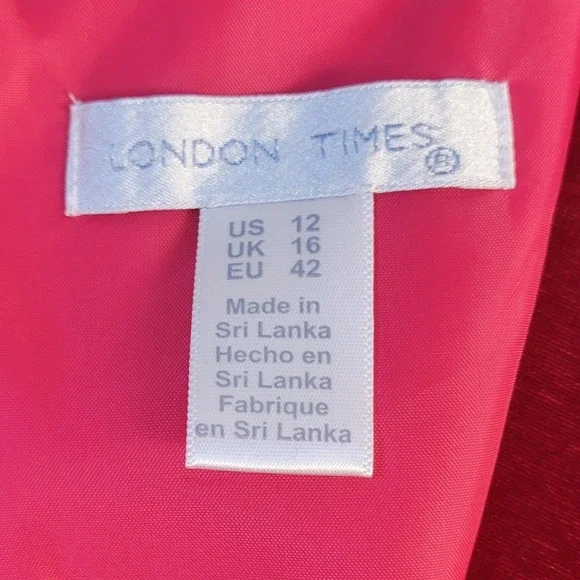 LONDON TIMES ®
US 12
UK 16
EU 42
Made in
Sri Lanka
Hecho en
Sri Lanka
Fabrique
en Sri Lanka